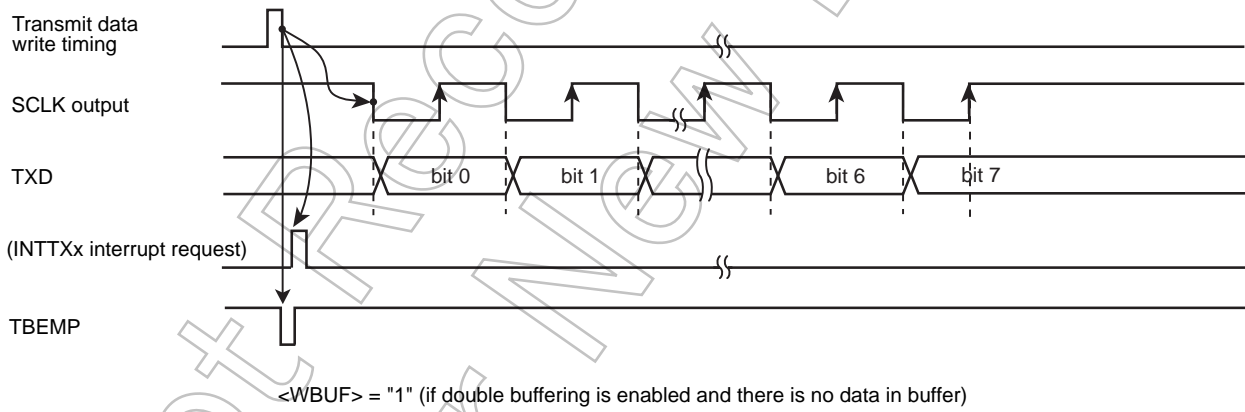 Transmit data
write timing
SCLK output
TXD
bit 0 bit 1 bit 6 bit 7
(INTTXx interrupt request)
TBEMP
<WBUF> = "1" (if double buffering is enabled and there is no data in buffer)